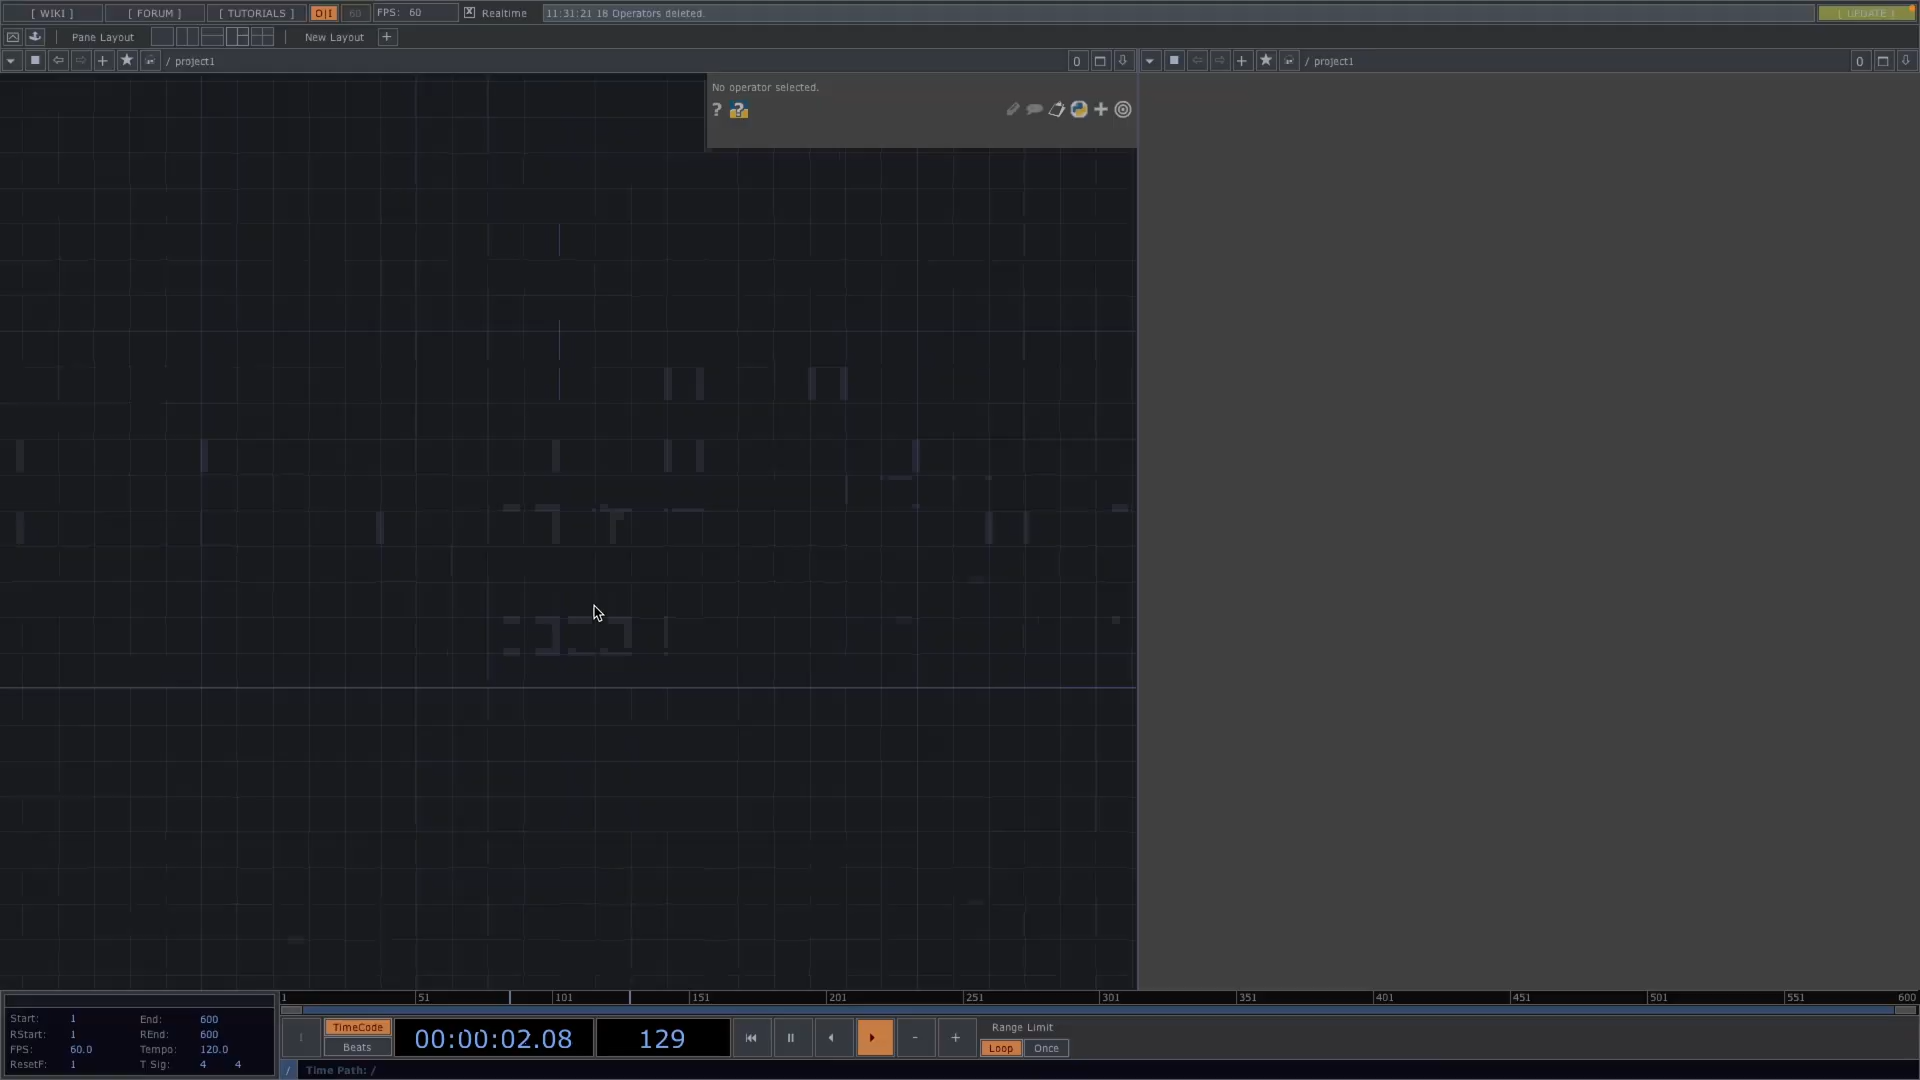 [ WIKI ] [ FORUM ] [ TUTORIALS ] O|I 60 FPS: 60 Realtime 11:31:21 18 Operators deleted. [ UPDATE ]
Pane Layout New Layout +
/ project1 0 / project1 0
No operator selected.
? ?
1 51 101 151 201 251 301 351 401 451 501 551 600
Start: 1 End: 600
RStart: 1 REnd: 600
FPS: 60.0 Tempo: 120.0
ResetF: 1 T Sig: 4 4
TimeCode
Beats
00:00:02.08 129
- +
Range Limit
Loop Once
/ Time Path: /